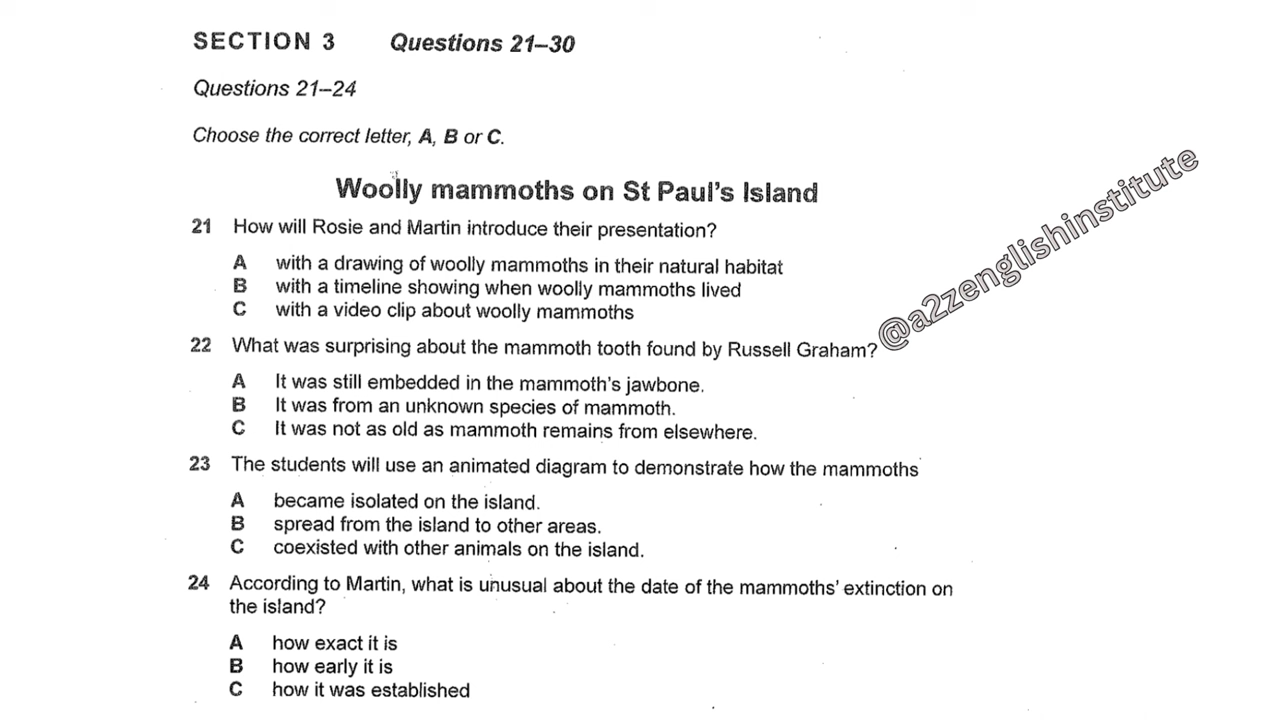 SECTION 3 Questions 21–30
Questions 21–24
Choose the correct letter, A, B or C.
Woolly mammoths on St Paul's Island
21 How will Rosie and Martin introduce their presentation?
A with a drawing of woolly mammoths in their natural habitat
B with a timeline showing when woolly mammoths lived
C with a video clip about woolly mammoths
@a2zenglishinstitute
22 What was surprising about the mammoth tooth found by Russell Graham?
A It was still embedded in the mammoth's jawbone.
B It was from an unknown species of mammoth.
C It was not as old as mammoth remains from elsewhere.
23 The students will use an animated diagram to demonstrate how the mammoths
A became isolated on the island.
B spread from the island to other areas.
C coexisted with other animals on the island.
24 According to Martin, what is unusual about the date of the mammoths' extinction on
the island?
A how exact it is
B how early it is
C how it was established